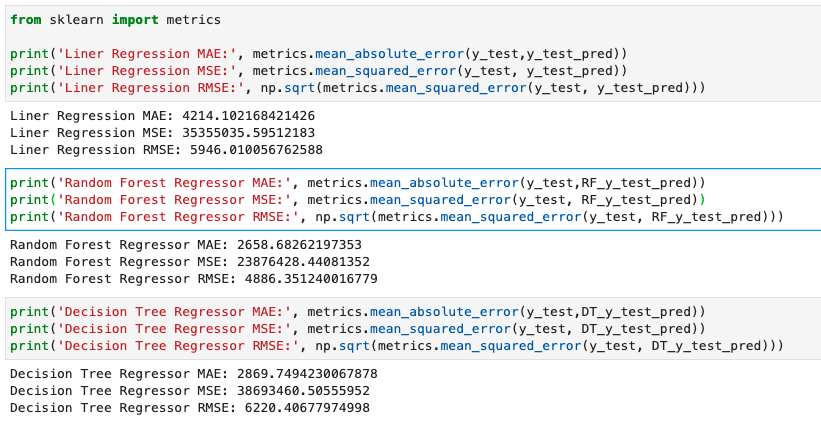 from sklearn import metrics
print('Liner Regression MAE:', metrics.mean_absolute_error(y_test,y_test_pred))
print('Liner Regression MSE:', metrics.mean_squared_error(y_test, y_test_pred))
print('Liner Regression RMSE:', np.sqrt(metrics.mean_squared_error(y_test, y_test_pred)))
Liner Regression MAE: 4214.102168421426
Liner Regression MSE: 35355035.59512183
Liner Regression RMSE: 5946.010056762588
print('Random Forest Regressor MAE:', metrics.mean_absolute_error(y_test,RF_y_test_pred))
print('Random Forest Regressor MSE:', metrics.mean_squared_error(y_test, RF_y_test_pred))
print('Random Forest Regressor RMSE:', np.sqrt(metrics.mean_squared_error(y_test, RF_y_test_pred)))
Random Forest Regressor MAE: 2658.68262197353
Random Forest Regressor MSE: 23876428.44081352
Random Forest Regressor RMSE: 4886.351240016779
print('Decision Tree Regressor MAE:', metrics.mean_absolute_error(y_test,DT_y_test_pred))
print('Decision Tree Regressor MSE:', metrics.mean_squared_error(y_test, DT_y_test_pred))
print('Decision Tree Regressor RMSE:', np.sqrt(metrics.mean_squared_error(y_test, DT_y_test_pred)))
Decision Tree Regressor MAE: 2869.7494230067878
Decision Tree Regressor MSE: 38693460.50555952
Decision Tree Regressor RMSE: 6220.40677974998